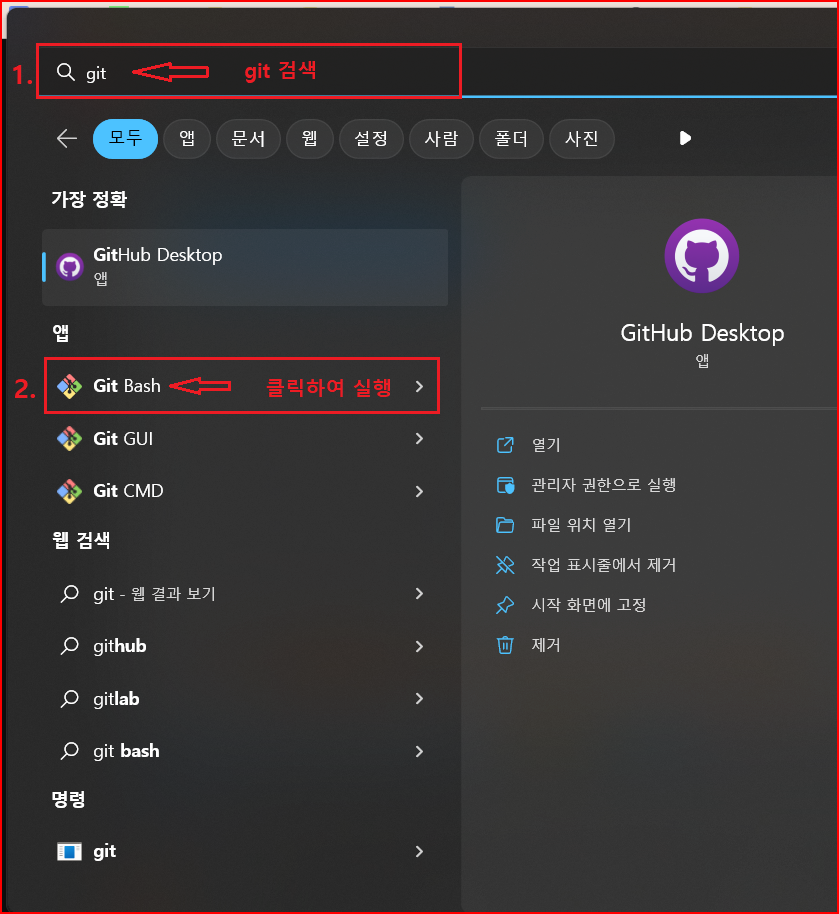 1. git git 검색
모두 앱 문서 웹 설정 사람 폴더 사진
가장 정확
GitHub Desktop
앱
앱
2. Git Bash 클릭하여 실행
Git GUI
Git CMD
웹 검색
git - 웹 결과 보기
github
gitlab
git bash
명령
git
GitHub Desktop
앱
열기
관리자 권한으로 실행
파일 위치 열기
작업 표시줄에서 제거
시작 화면에 고정
제거